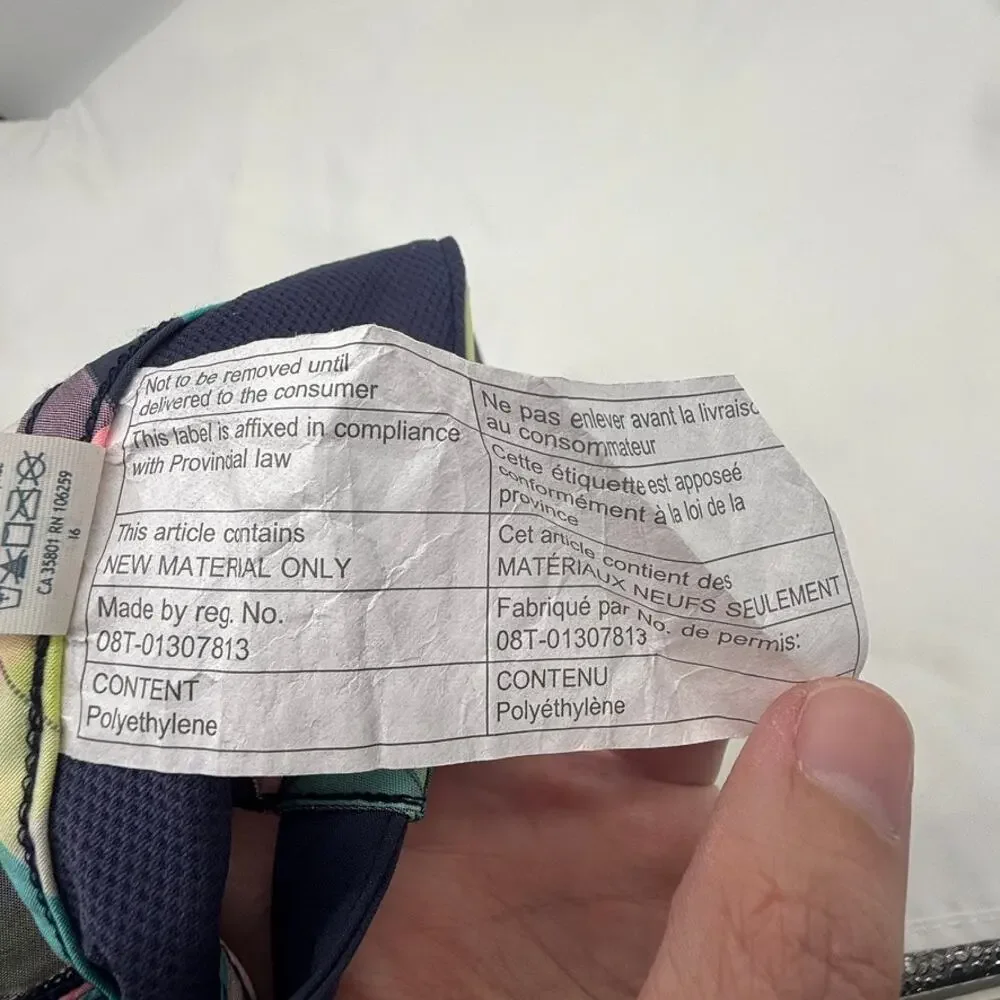 Not to be removed until
delivered to the consumer
This label is affixed in compliance
with Provincial law
This article contains
NEW MATERIAL ONLY
Made by reg. No.
08T-01307813
CONTENT
Polyethylene
Ne pas enlever avant la livraisc
au consommateur
Cette étiquette est apposeé
conformément à la loi de la
province
Cet article contient des
MATÉRIAUX NEUFS SEULEMENT
Fabriqué par No. de permis:
08T-01307813
CONTENU
Polyéthylène
CA 35801 RN 106259
16